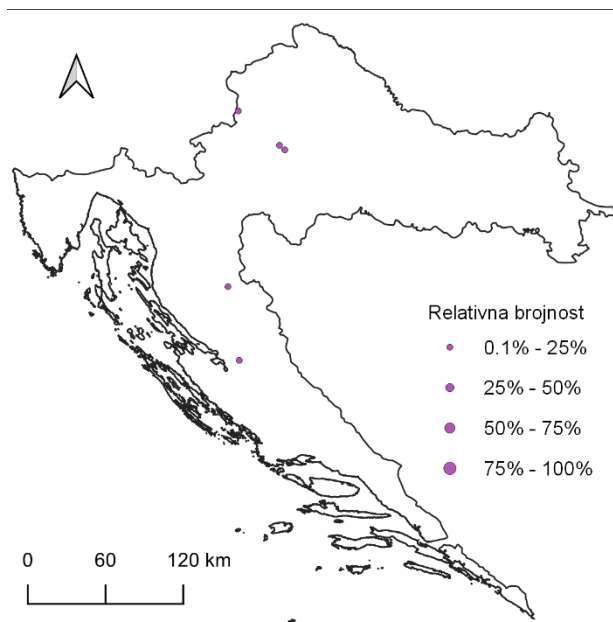 Relativna brojnost
0.1% - 25%
25% - 50%
50% - 75%
75% - 100%
0 60 120 km